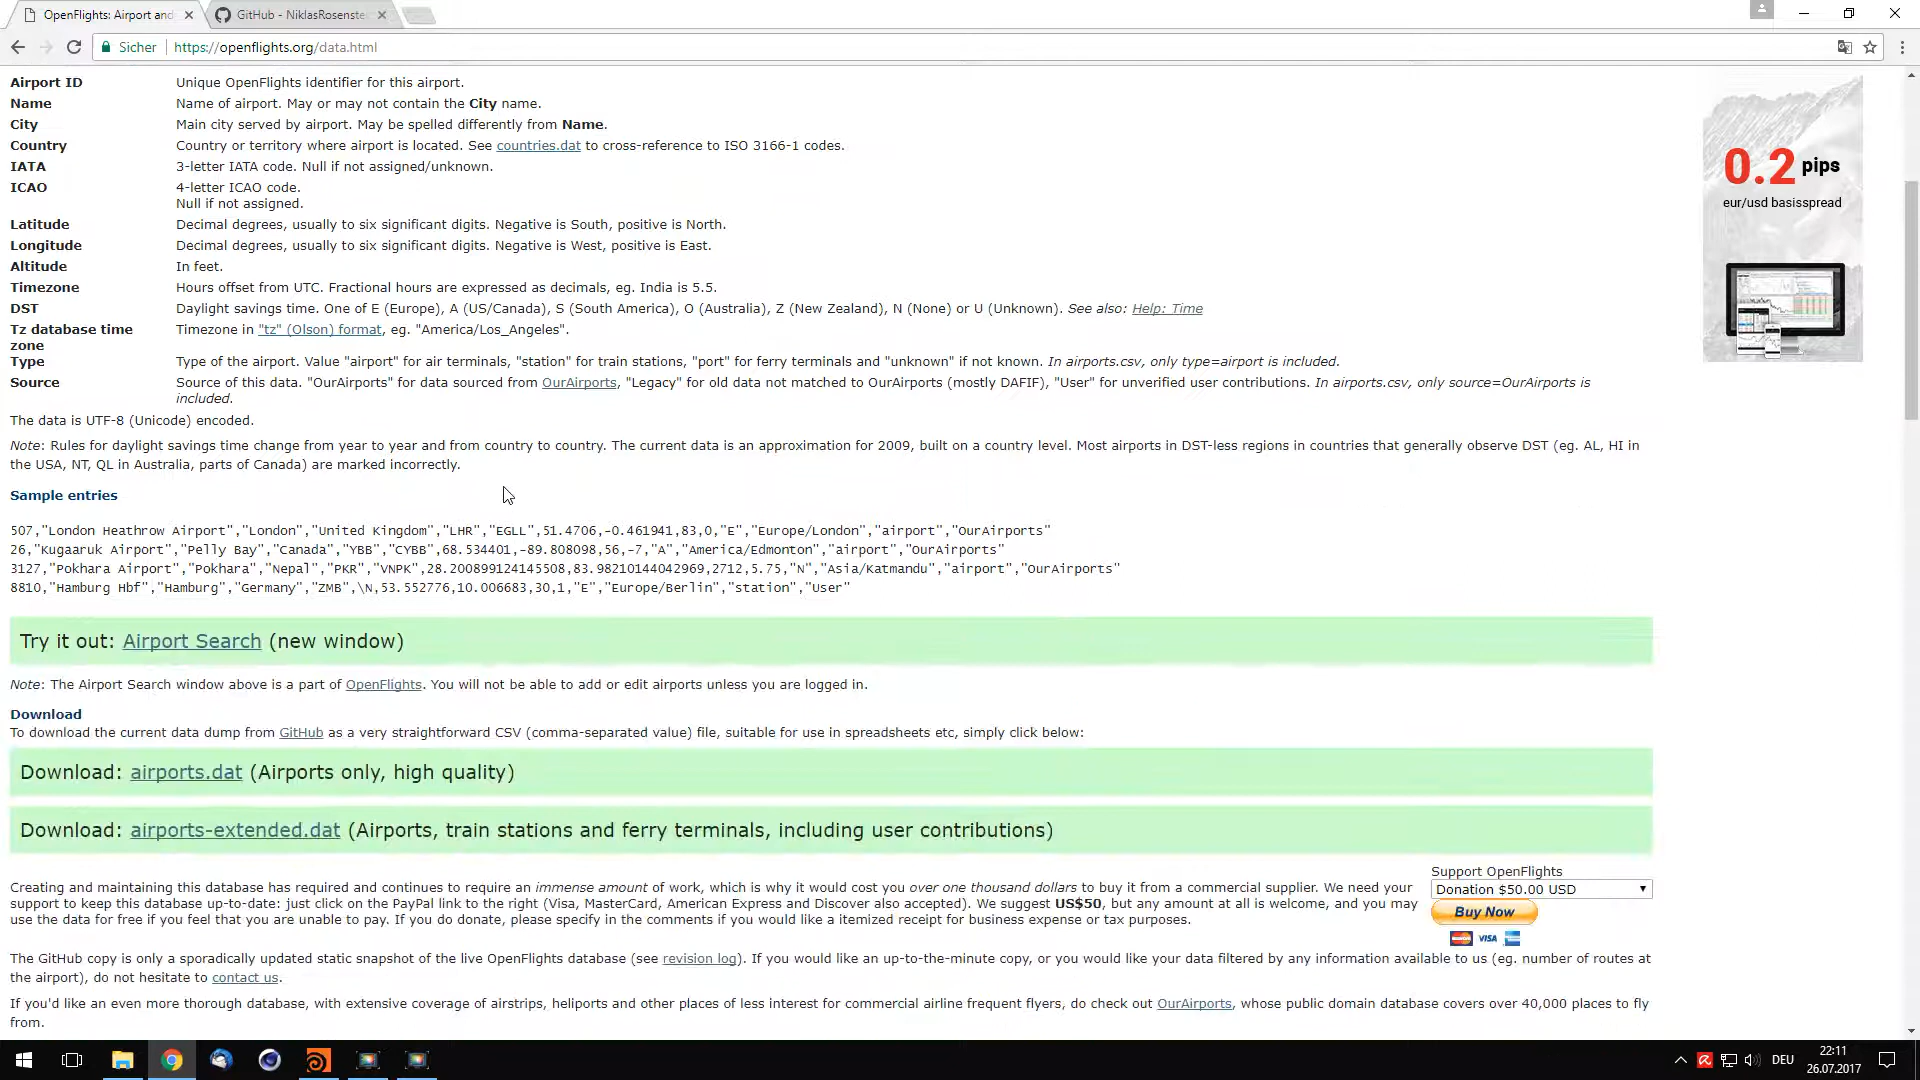 OpenFlights: Airport and
GitHub - NiklasRosenste
Sicher https://openflights.org/data.html
Airport ID Unique OpenFlights identifier for this airport.
Name Name of airport. May or may not contain the City name.
City Main city served by airport. May be spelled differently from Name.
Country Country or territory where airport is located. See countries.dat to cross-reference to ISO 3166-1 codes.
IATA 3-letter IATA code. Null if not assigned/unknown.
ICAO 4-letter ICAO code.
Null if not assigned.
Latitude Decimal degrees, usually to six significant digits. Negative is South, positive is North.
Longitude Decimal degrees, usually to six significant digits. Negative is West, positive is East.
Altitude In feet.
Timezone Hours offset from UTC. Fractional hours are expressed as decimals, eg. India is 5.5.
DST Daylight savings time. One of E (Europe), A (US/Canada), S (South America), O (Australia), Z (New Zealand), N (None) or U (Unknown). See also: Help: Time
Tz database time Timezone in "tz" (Olson) format, eg. "America/Los_Angeles".
zone
Type Type of the airport. Value "airport" for air terminals, "station" for train stations, "port" for ferry terminals and "unknown" if not known. In airports.csv, only type=airport is included.
Source Source of this data. "OurAirports" for data sourced from OurAirports, "Legacy" for old data not matched to OurAirports (mostly DAFIF), "User" for unverified user contributions. In airports.csv, only source=OurAirports is
included.
The data is UTF-8 (Unicode) encoded.
Note: Rules for daylight savings time change from year to year and from country to country. The current data is an approximation for 2009, built on a country level. Most airports in DST-less regions in countries that generally observe DST (eg. AL, HI in
the USA, NT, QL in Australia, parts of Canada) are marked incorrectly.
Sample entries
507,"London Heathrow Airport","London","United Kingdom","LHR","EGLL",51.4706,-0.461941,83,0,"E","Europe/London","airport","OurAirports"
26,"Kugaaruk Airport","Pelly Bay","Canada","YBB","CYBB",68.534401,-89.808098,56,-7,"A","America/Edmonton","airport","OurAirports"
3127,"Pokhara Airport","Pokhara","Nepal","PKR","VNPK",28.200899124145508,83.98210144042969,2712,5.75,"N","Asia/Katmandu","airport","OurAirports"
8810,"Hamburg Hbf","Hamburg","Germany","ZMB",\N,53.552776,10.006683,30,1,"E","Europe/Berlin","station","User"
Try it out: Airport Search (new window)
Note: The Airport Search window above is a part of OpenFlights. You will not be able to add or edit airports unless you are logged in.
Download
To download the current data dump from GitHub as a very straightforward CSV (comma-separated value) file, suitable for use in spreadsheets etc, simply click below:
Download: airports.dat (Airports only, high quality)
Download: airports-extended.dat (Airports, train stations and ferry terminals, including user contributions)
Creating and maintaining this database has required and continues to require an immense amount of work, which is why it would cost you over one thousand dollars to buy it from a commercial supplier. We need your
support to keep this database up-to-date: just click on the PayPal link to the right (Visa, MasterCard, American Express and Discover also accepted). We suggest US$50, but any amount at all is welcome, and you may
use the data for free if you feel that you are unable to pay. If you do donate, please specify in the comments if you would like a itemized receipt for business expense or tax purposes.
Support OpenFlights
Donation $50.00 USD
Buy Now
VISA
The GitHub copy is only a sporadically updated static snapshot of the live OpenFlights database (see revision log). If you would like an up-to-the-minute copy, or you would like your data filtered by any information available to us (eg. number of routes at
the airport), do not hesitate to contact us.
If you'd like an even more thorough database, with extensive coverage of airstrips, heliports and other places of less interest for commercial airline frequent flyers, do check out OurAirports, whose public domain database covers over 40,000 places to fly
from.
0.2 pips
eur/usd basisspread
DEU
22:11
26.07.2017